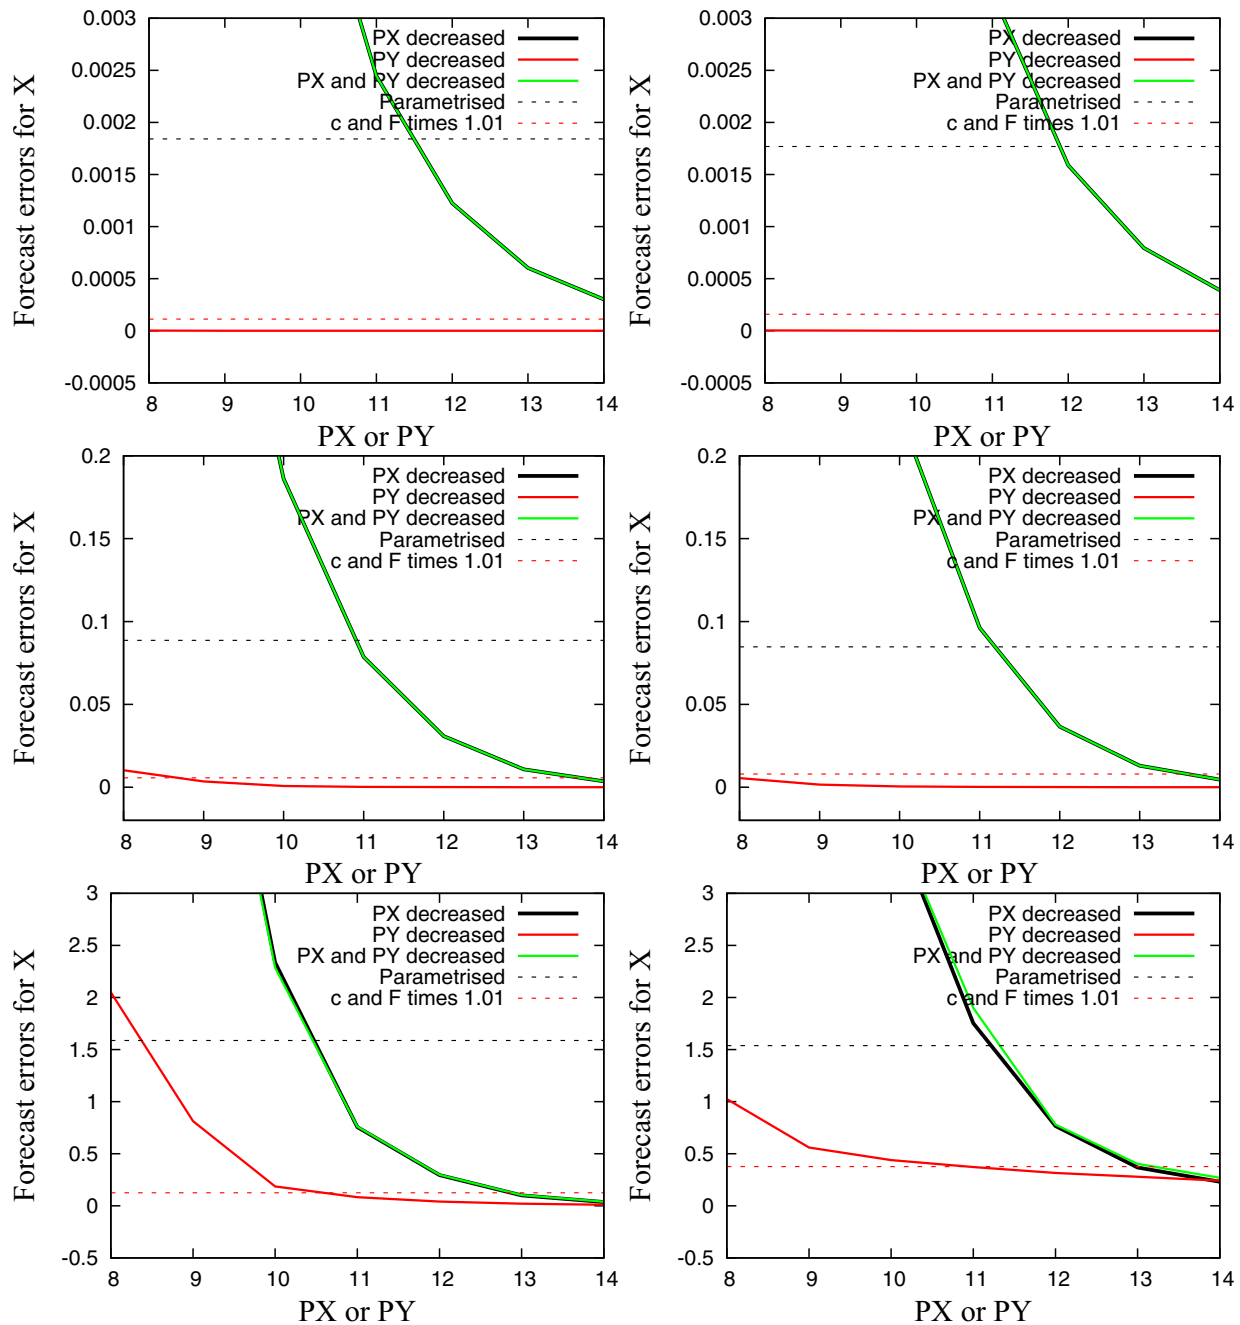 Forecast errors for X
0.003
0.0025
0.002
0.0015
0.001
0.0005
0
-0.0005
PX decreased
PY decreased
PX and PY decreased
Parametrised
c and F times 1.01
8 9 10 11 12 13 14
PX or PY
Forecast errors for X
0.003
0.0025
0.002
0.0015
0.001
0.0005
0
-0.0005
PX decreased
PY decreased
PX and PY decreased
Parametrised
c and F times 1.01
8 9 10 11 12 13 14
PX or PY
Forecast errors for X
0.2
0.15
0.1
0.05
0
PX decreased
PY decreased
PX and PY decreased
Parametrised
c and F times 1.01
8 9 10 11 12 13 14
PX or PY
Forecast errors for X
0.2
0.15
0.1
0.05
0
PX decreased
PY decreased
PX and PY decreased
Parametrised
c and F times 1.01
8 9 10 11 12 13 14
PX or PY
Forecast errors for X
3
2.5
2
1.5
1
0.5
0
-0.5
PX decreased
PY decreased
PX and PY decreased
Parametrised
c and F times 1.01
8 9 10 11 12 13 14
PX or PY
Forecast errors for X
3
2.5
2
1.5
1
0.5
0
-0.5
PX decreased
PY decreased
PX and PY decreased
Parametrised
c and F times 1.01
8 9 10 11 12 13 14
PX or PY